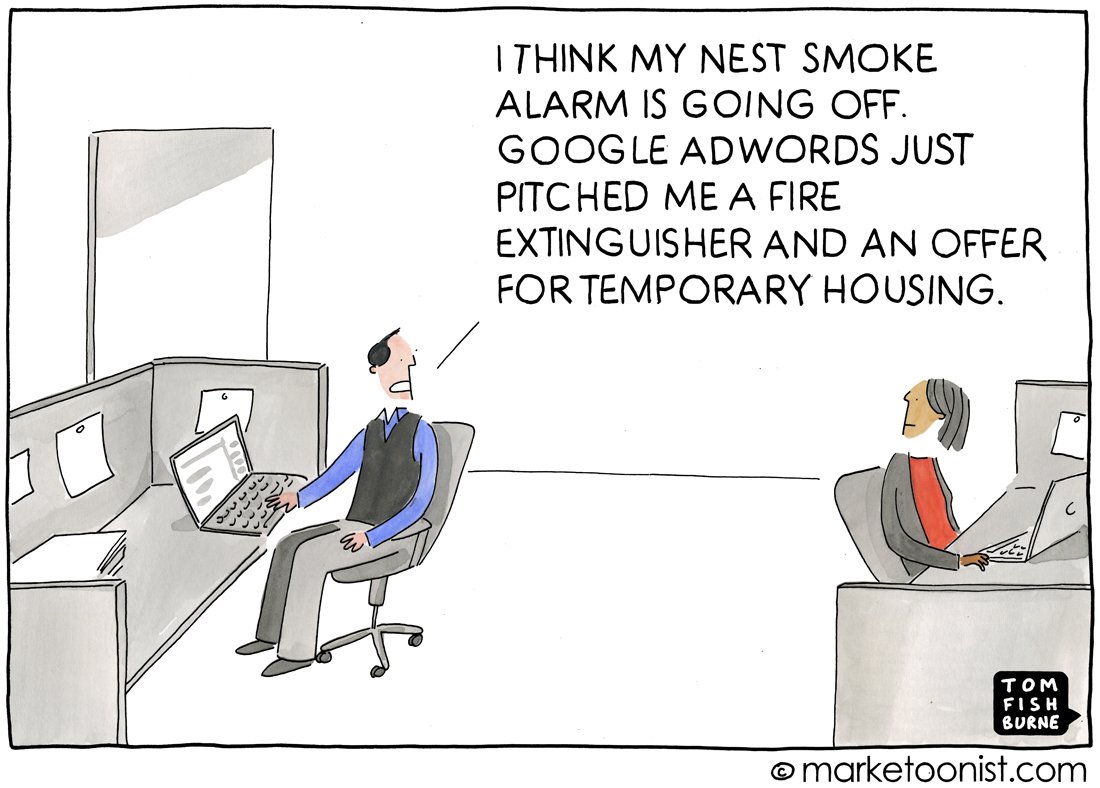 I THINK MY NEST SMOKE
ALARM IS GOING OFF.
GOOGLE ADWORDS JUST
PITCHED ME A FIRE
EXTINGUISHER AND AN OFFER
FOR TEMPORARY HOUSING.
TOM
FISH
BURNE
© marketoonist.com